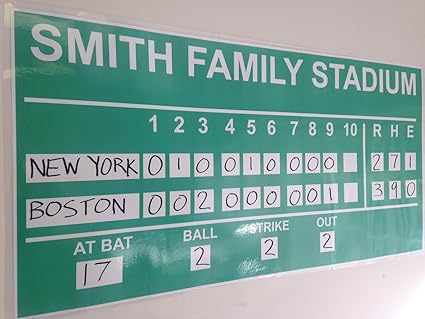 SMITH FAMILY STADIUM
1 2 3 4 5 6 7 8 9 10 R H E
NEW YORK 0 1 0 0 0 1 0 0 0 0 2 7 1
BOSTON 0 0 2 0 0 0 0 0 1 3 9 0
AT BAT BALL STRIKE OUT
17 2 2 2